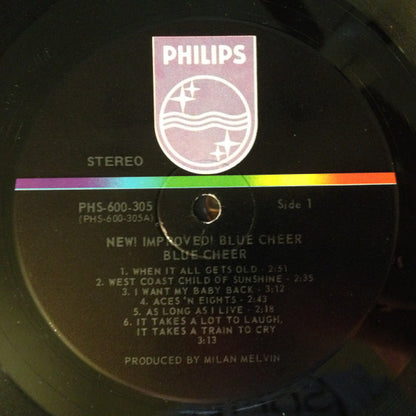 PHILIPS
STEREO
PHS-600-305
(PHS-600-305A)
Side 1
NEW! IMPROVED! BLUE CHEER
BLUE CHEER
1. WHEN IT ALL GETS OLD - 2:51
2. WEST COAST CHILD OF SUNSHINE - 2:35
3. I WANT MY BABY BACK - 3:12
4. ACES 'N EIGHTS - 2:43
5. AS LONG AS I LIVE - 2:18
6. IT TAKES A LOT TO LAUGH,
IT TAKES A TRAIN TO CRY
3:13
PRODUCED BY MILAN MELVIN